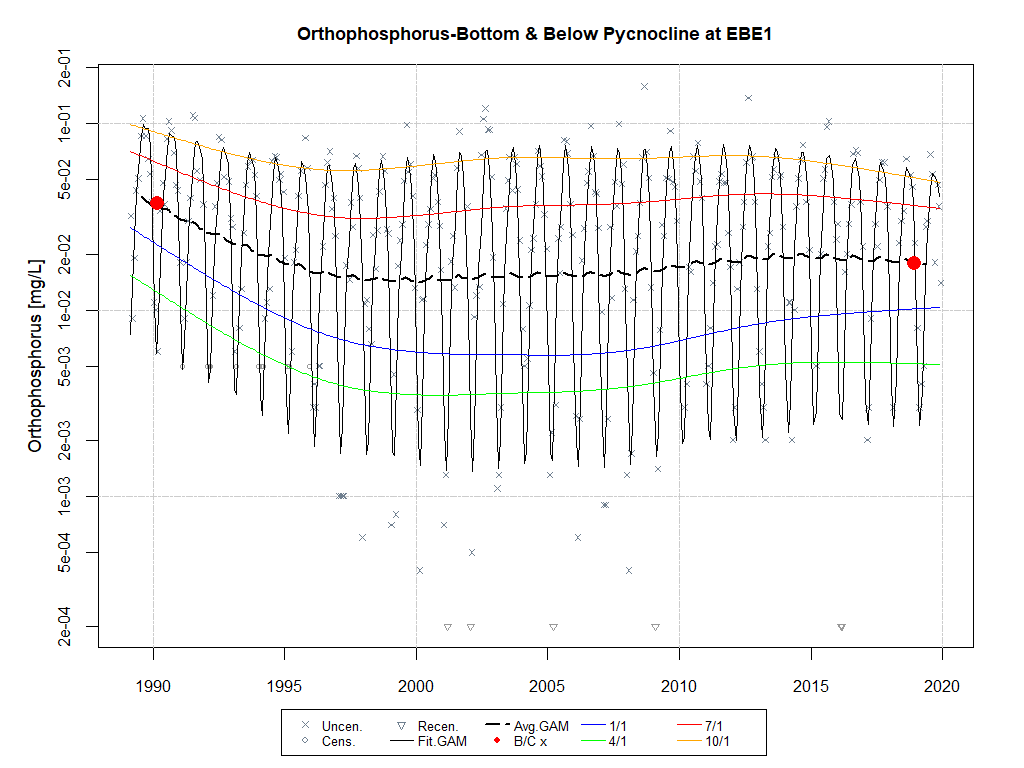 Orthophosphorus-Bottom & Below Pycnocline at EBE1
Orthophosphorus [mg/L]
2e-01
1e-01
5e-02
2e-02
1e-02
5e-03
2e-03
1e-03
5e-04
2e-04
1990 1995 2000 2005 2010 2015 2020
Uncen. Recen. Avg.GAM 1/1 7/1
Cens. Fit.GAM B/C x 4/1 10/1